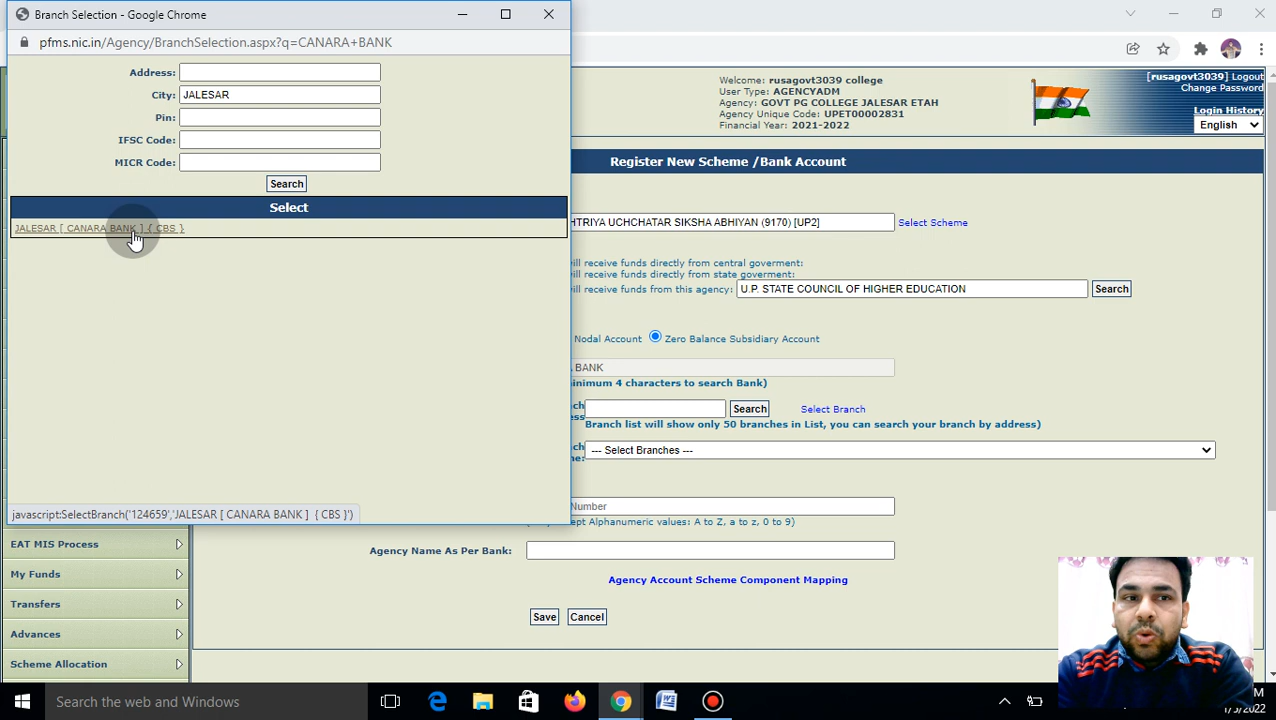 Branch Selection - Google Chrome
pfms.nic.in/Agency/BranchSelection.aspx?q=CANARA+BANK
Address:
City: JALESAR
Pin:
IFSC Code:
MICR Code:
Search
Select
JALESAR [ CANARA BANK ] { CBS }
javascript:SelectBranch('124659','JALESAR [ CANARA BANK ]  { CBS }')
Welcome: rusagovt3039 college
User Type: AGENCYADM
Agency: GOVT PG COLLEGE JALESAR ETAH
Agency Unique Code: UPET00002831
Financial Year: 2021-2022
[rusagovt3039] Logout
Change Password
Login History
English
Register New Scheme /Bank Account
HTRIYA UCHCHATAR SIKSHA ABHIYAN (9170) [UP2] Select Scheme
ill receive funds directly from central goverment:
ill receive funds directly from state goverment:
ill receive funds from this agency: U.P. STATE COUNCIL OF HIGHER EDUCATION Search
Nodal Account Zero Balance Subsidiary Account
BANK
inimum 4 characters to search Bank)
Search Select Branch
Branch list will show only 50 branches in List, you can search your branch by address)
--- Select Branches ---
Number
ept Alphanumeric values: A to Z, a to z, 0 to 9)
Agency Name As Per Bank:
Agency Account Scheme Component Mapping
Save Cancel
EAT MIS Process
My Funds
Transfers
Advances
Scheme Allocation
Search the web and Windows